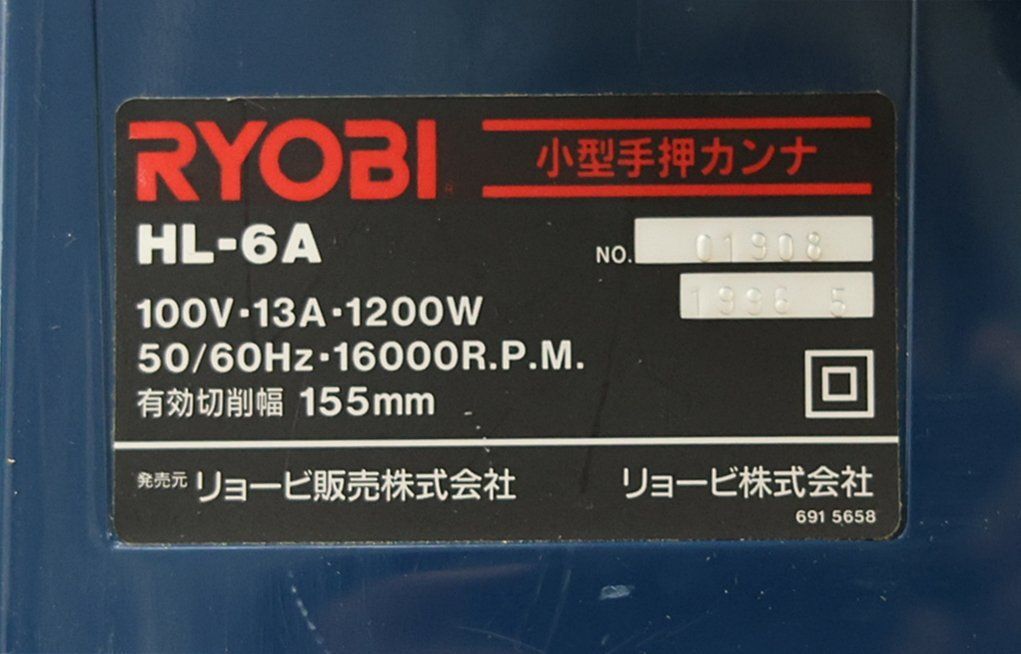 RYOBI® 小型手押カンナ
HL-6A
NO. 01908
1996 5
100V・13A・1200W
50/60Hz・16000R.P.M.
有効切削幅 155mm
発売元 リョービ販売株式会社 リョービ株式会社
691 5658